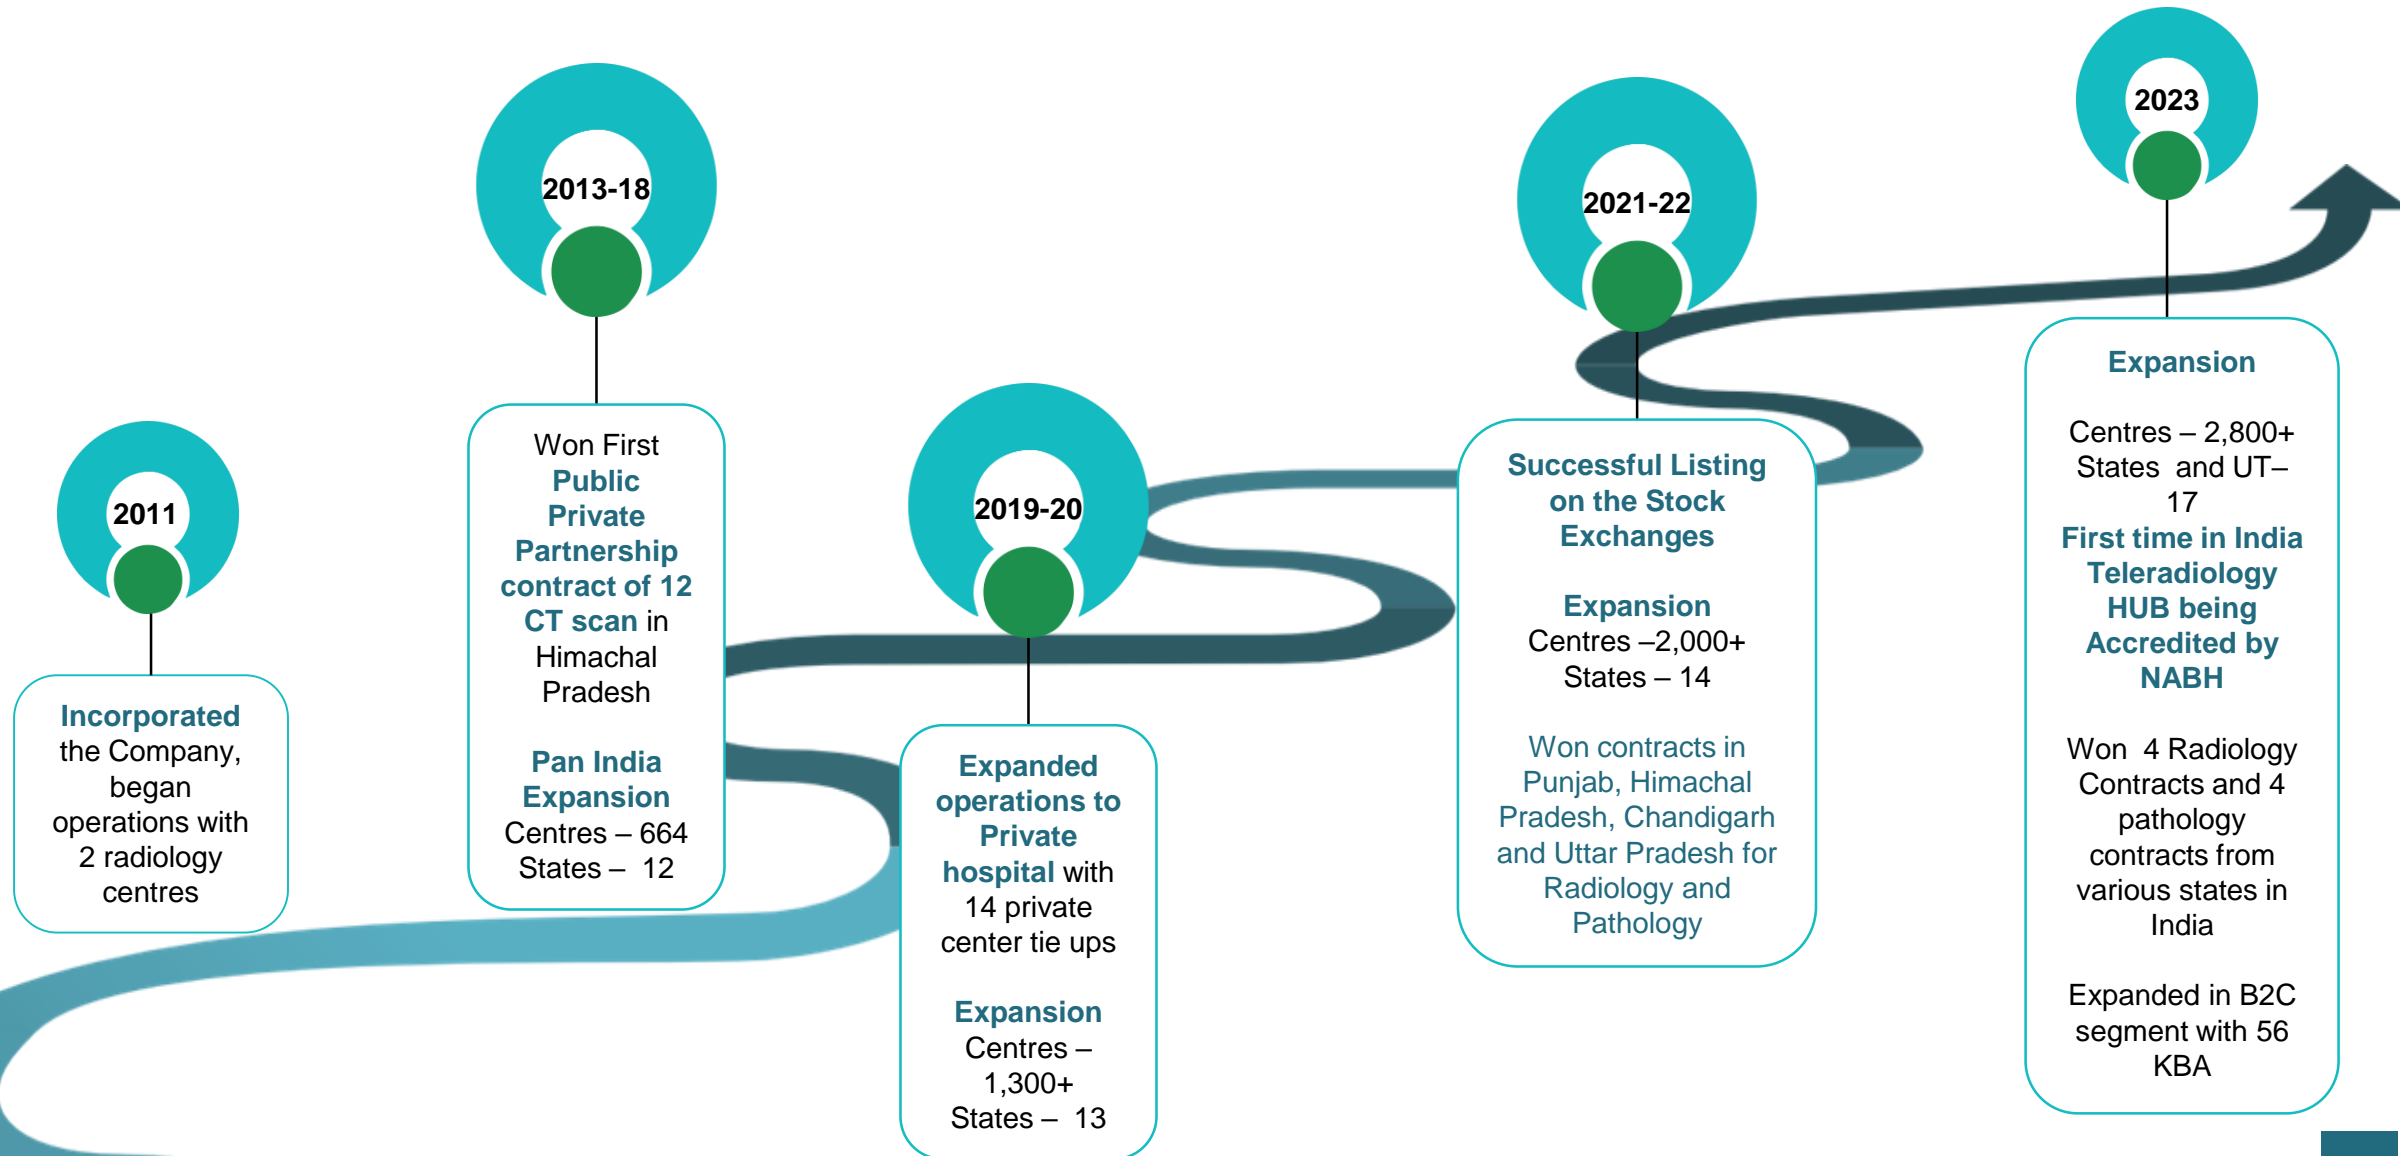 2011
Incorporated
the Company,
began
operations with
2 radiology
centres
2013-18
Won First
Public
Private
Partnership
contract of 12
CT scan in
Himachal
Pradesh
Pan India
Expansion
Centres – 664
States –  12
2019-20
Expanded
operations to
Private
hospital with
14 private
center tie ups
Expansion
Centres –
1,300+
States –  13
2021-22
Successful Listing
on the Stock
Exchanges
Expansion
Centres –2,000+
States – 14
Won contracts in
Punjab, Himachal
Pradesh, Chandigarh
and Uttar Pradesh for
Radiology and
Pathology
2023
Expansion
Centres – 2,800+
States  and UT–
17
First time in India
Teleradiology
HUB being
Accredited by
NABH
Won  4 Radiology
Contracts and 4
pathology
contracts from
various states in
India
Expanded in B2C
segment with 56
KBA